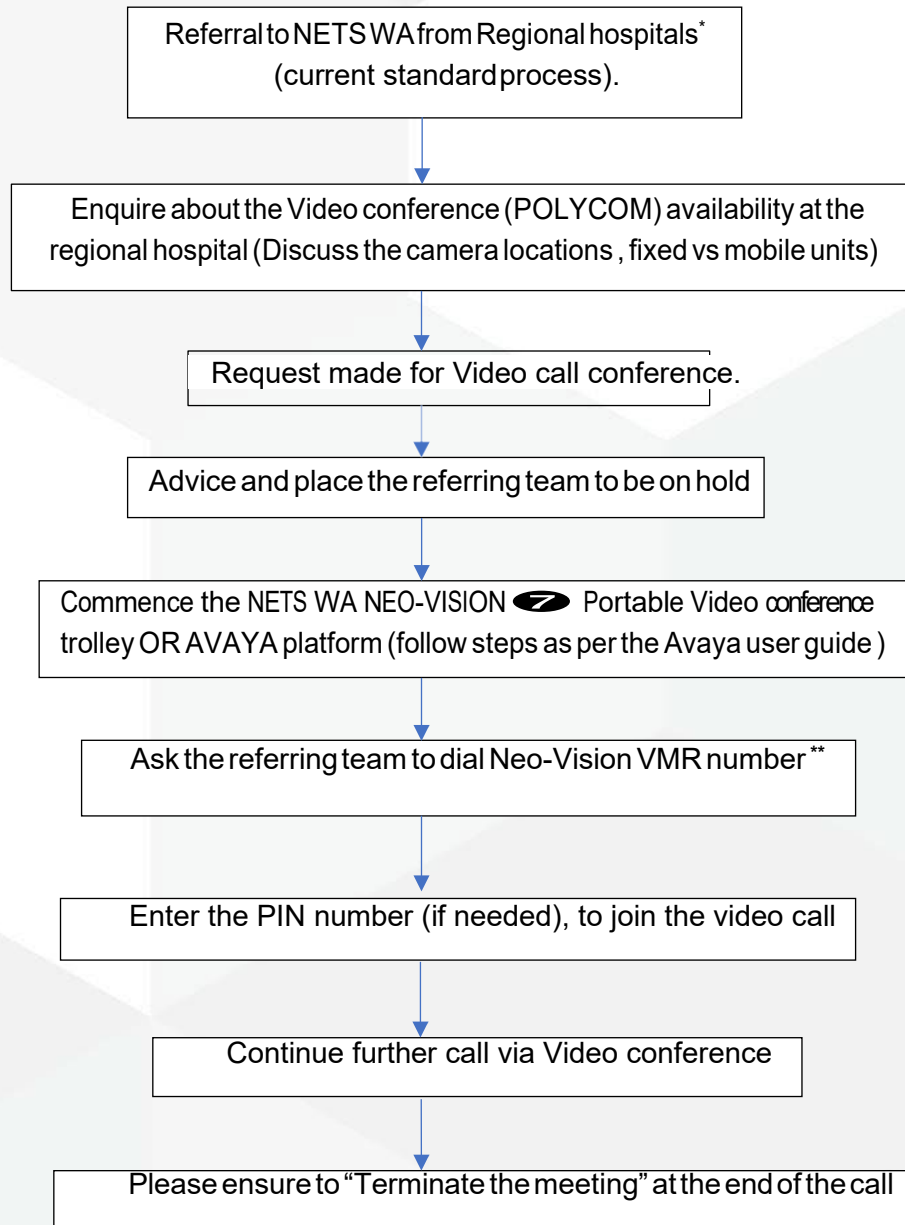 Referral to NETS WA from Regional hospitals*
(current standard process).
Enquire about the Video conference (POLYCOM) availability at the
regional hospital (Discuss the camera locations , fixed vs mobile units)
Request made for Video call conference.
Advice and place the referring team to be on hold
Commence the NETS WA NEO-VISION 7 Portable Video conference
trolley OR AVAYA platform (follow steps as per the Avaya user guide )
Ask the referring team to dial Neo-Vision VMR number**
Enter the PIN number (if needed), to join the video call
Continue further call via Video conference
Please ensure to “Terminate the meeting” at the end of the call